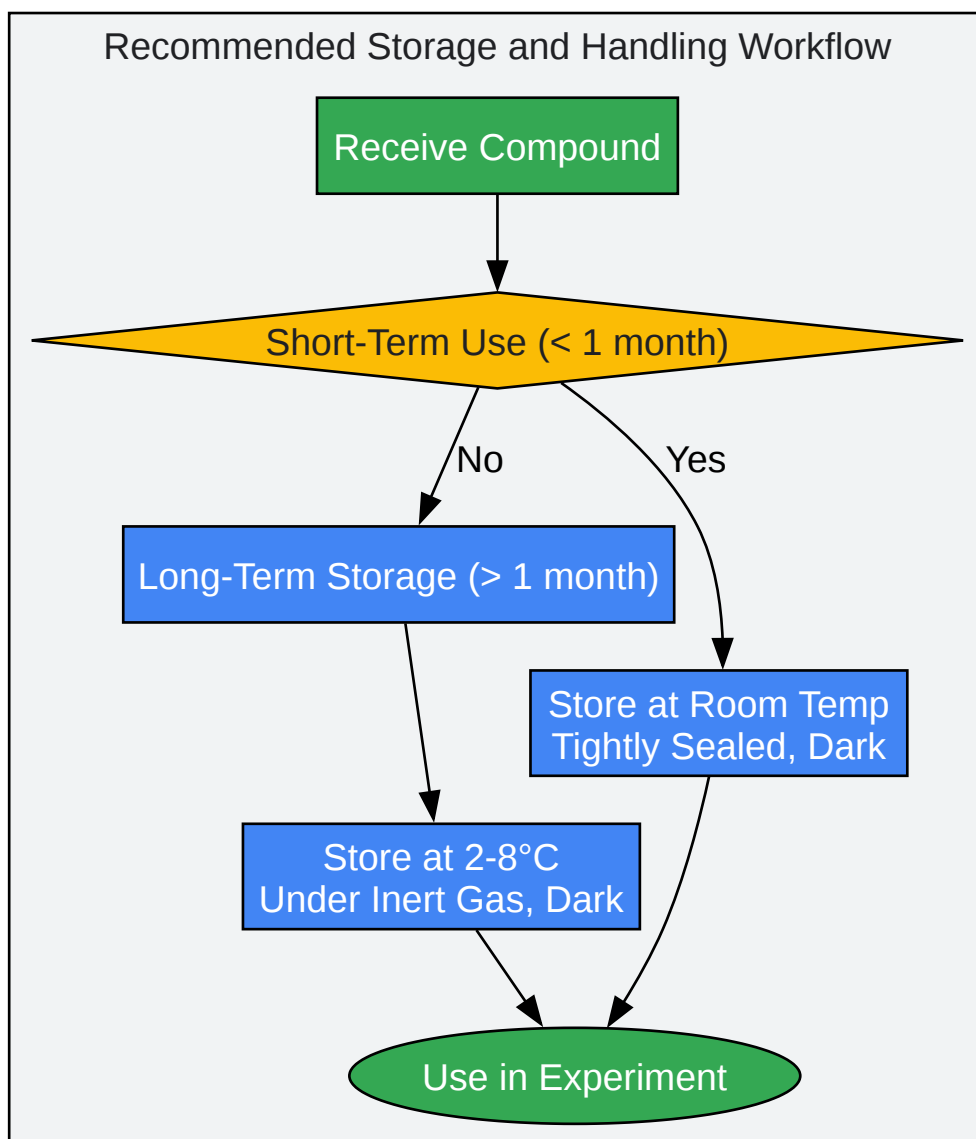 Recommended Storage and Handling Workflow
Receive Compound
Short-Term Use (< 1 month)
No
Yes
Long-Term Storage (> 1 month)
Store at Room Temp
Tightly Sealed, Dark
Store at 2-8°C
Under Inert Gas, Dark
Use in Experiment